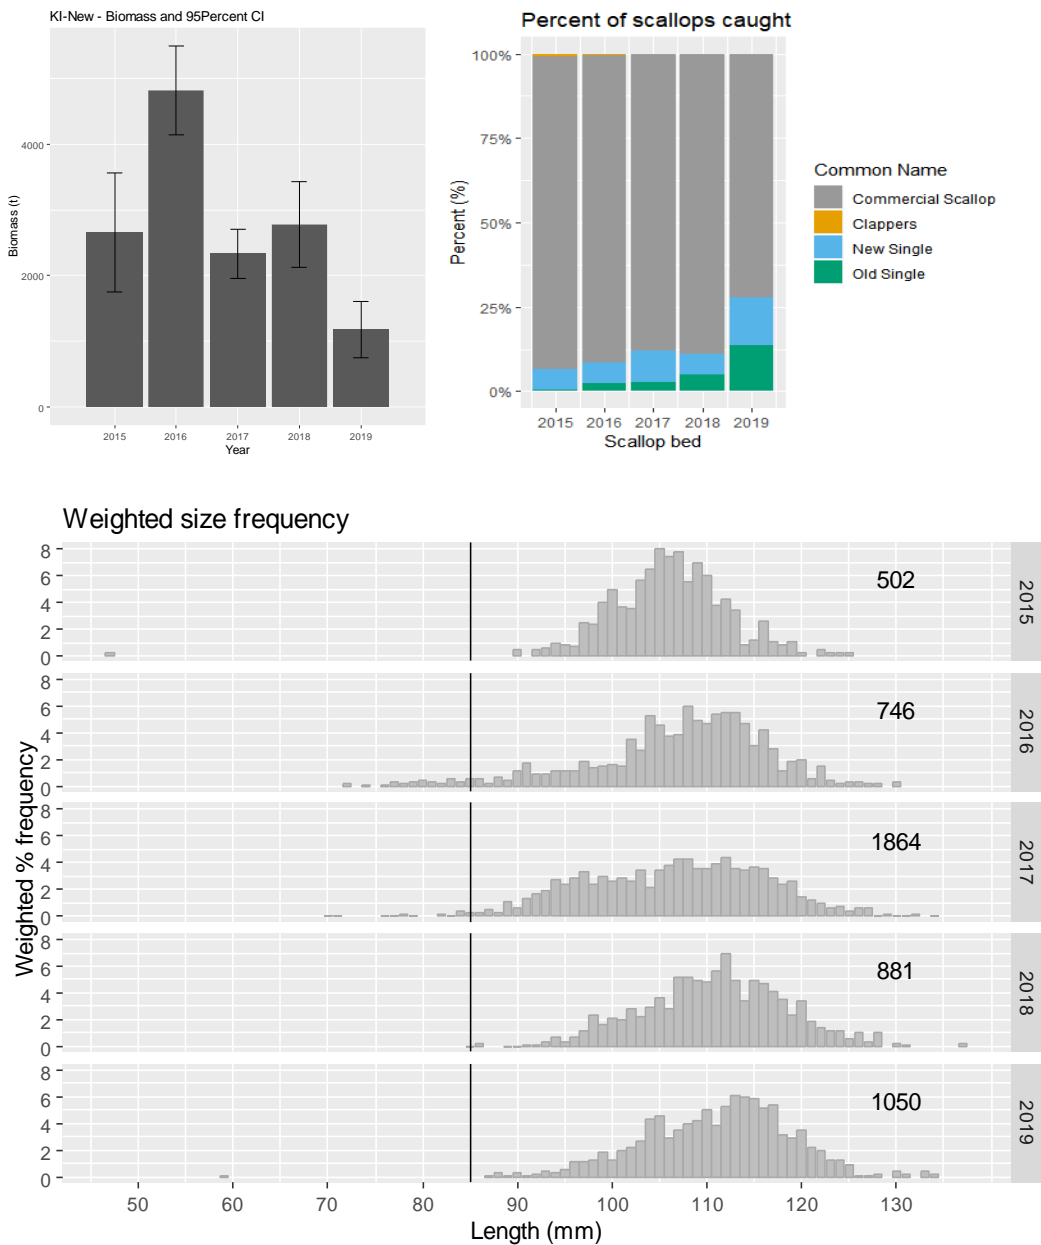 KI-New - Biomass and 95Percent CI
Biomass (t)
4000
2000
0
2015 2016 2017 2018 2019
Year
Percent of scallops caught
Percent (%)
100%
75%
50%
25%
0%
2015 2016 2017 2018 2019
Scallop bed
Common Name
Commercial Scallop
Clappers
New Single
Old Single
Weighted size frequency
Weighted % frequency
8
6
4
2
0
502
2015
8
6
4
2
0
746
2016
8
6
4
2
0
1864
2017
8
6
4
2
0
881
2018
8
6
4
2
0
1050
2019
50 60 70 80 90 100 110 120 130
Length (mm)